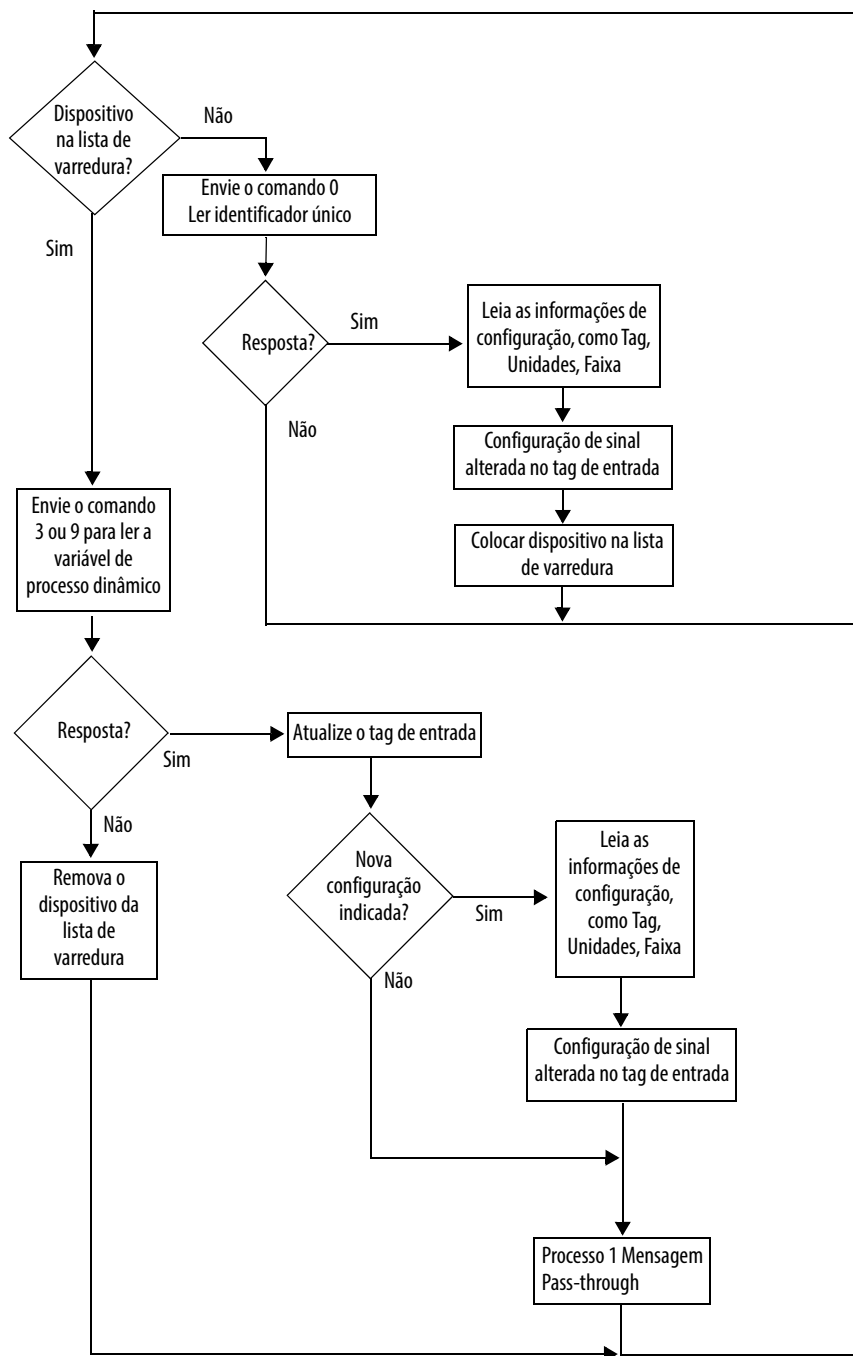 Dispositivo
na lista de
varredura?
Não
Envie o comando 0
Ler identificador único
Sim
Resposta?
Sim
Leia as informações de
configuração, como Tag,
Unidades, Faixa
Não
Configuração de sinal
alterada no tag de entrada
Colocar dispositivo na lista
de varredura
Envie o comando
3 ou 9 para ler a
variável de
processo dinâmico
Resposta?
Sim
Atualize o tag de entrada
Não
Remova o
dispositivo da
lista de
varredura
Nova
configuração
indicada?
Sim
Leia as
informações de
configuração,
como Tag,
Unidades, Faixa
Não
Configuração de sinal
alterada no tag de entrada
Processo 1 Mensagem
Pass-through